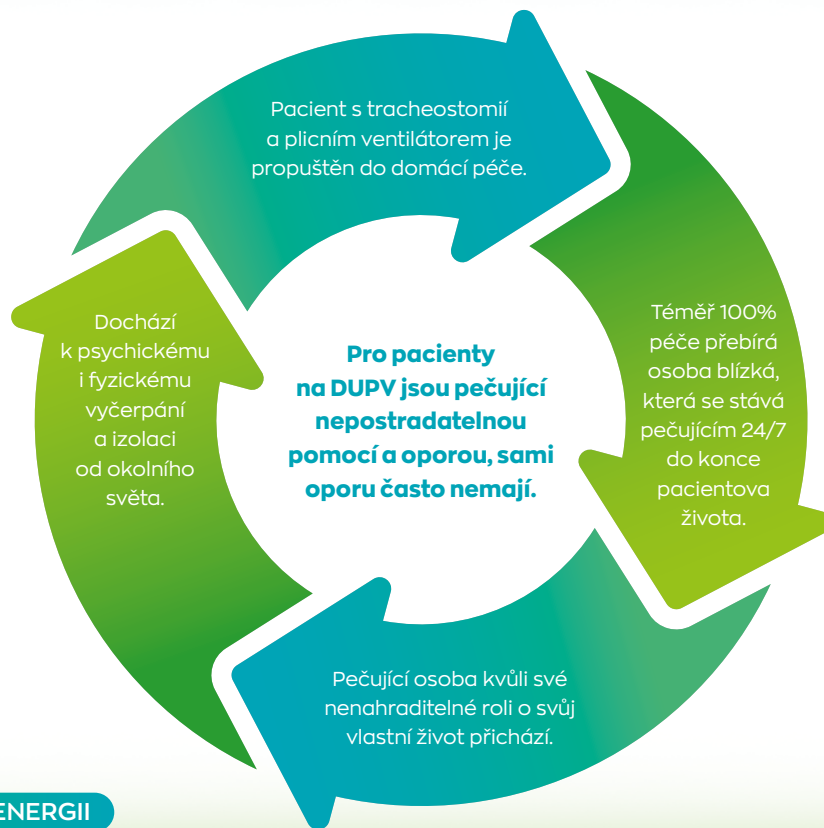 Pacient s tracheostomií
a plicním ventilátorem je
propuštěn do domácí péče.
Téměř 100%
péče přebírá
osoba blízká,
která se stává
pečujícím 24/7
do konce
pacientova
života.
Pečující osoba kvůli své
nenahraditelné roli o svůj
vlastní život přichází.
Dochází
k psychickému
i fyzickému
vyčerpání
a izolaci
od okolního
světa.
Pro pacienty
na DUPV jsou pečující
nepostradatelnou
pomocí a oporou, sami
oporu často nemají.
ENERGII